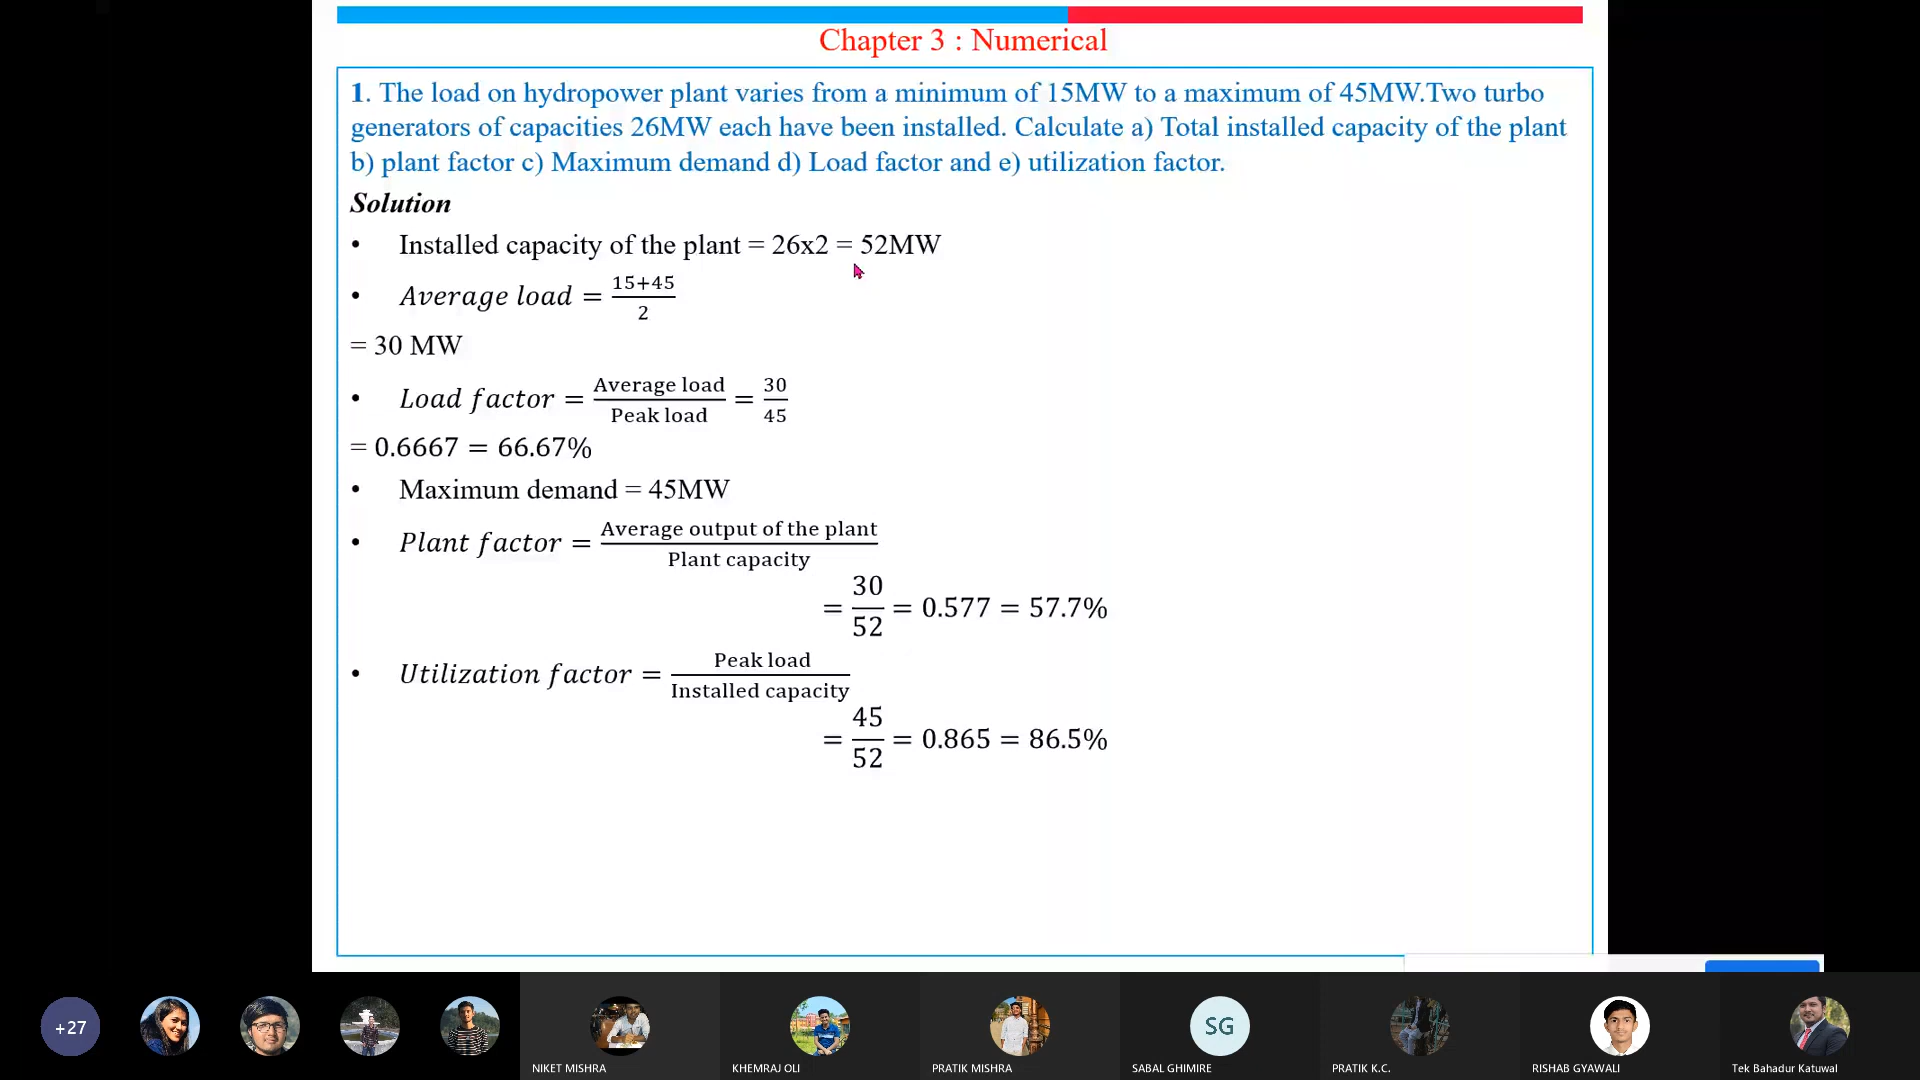 Chapter 3 : Numerical
1. The load on hydropower plant varies from a minimum of 15MW to a maximum of 45MW.Two turbo
generators of capacities 26MW each have been installed. Calculate a) Total installed capacity of the plant
b) plant factor c) Maximum demand d) Load factor and e) utilization factor.
Solution
• Installed capacity of the plant = 26x2 = 52MW
• Average load = 15+45 / 2
= 30 MW
• Load factor = Average load / Peak load = 30 / 45
= 0.6667 = 66.67%
• Maximum demand = 45MW
• Plant factor = Average output of the plant / Plant capacity
= 30 / 52 = 0.577 = 57.7%
• Utilization factor = Peak load / Installed capacity
= 45 / 52 = 0.865 = 86.5%
+27
SG
NIKET MISHRA
KHEMRAJ OLI
PRATIK MISHRA
SABAL GHIMIRE
PRATIK K.C.
RISHAB GYAWALI
Tek Bahadur Katuwal